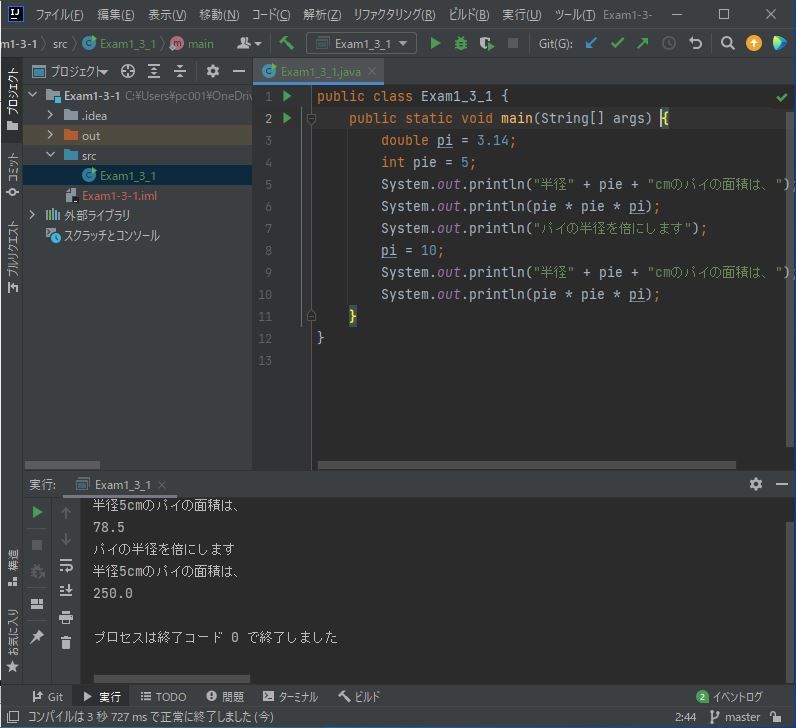 ファイル(F) 編集(E) 表示(V) 移動(N) コード(C) 解析(Z) リファクタリング(R) ビルド(B) 実行(U) ツール(T) Exam1-3-
m1-3-1 src Exam1_3_1 main Exam1_3_1 Git(G):
プロジェクト
Exam1_3_1.java
Exam1-3-1 C:¥Users¥pc001¥OneDriv
.idea
out
src
Exam1_3_1
Exam1-3-1.iml
外部ライブラリ
スクラッチとコンソール
プロジェクト
コミット
プルリクエスト
構造
お気に入り
1 public class Exam1_3_1 {
2 public static void main(String[] args) {
3 double pi = 3.14;
4 int pie = 5;
5 System.out.println("半径" + pie + "cmのパイの面積は、");
6 System.out.println(pie * pie * pi);
7 System.out.println("パイの半径を倍にします");
8 pi = 10;
9 System.out.println("半径" + pie + "cmのパイの面積は、");
10 System.out.println(pie * pie * pi);
11 }
12 }
13
実行: Exam1_3_1
半径5cmのパイの面積は、
78.5
パイの半径を倍にします
半径5cmのパイの面積は、
250.0
プロセスは終了コード 0 で終了しました
Git 実行 TODO 問題 ターミナル ビルド 2 イベントログ
コンパイルは 3 秒 727 ms で正常に終了しました (今) 2:44 master